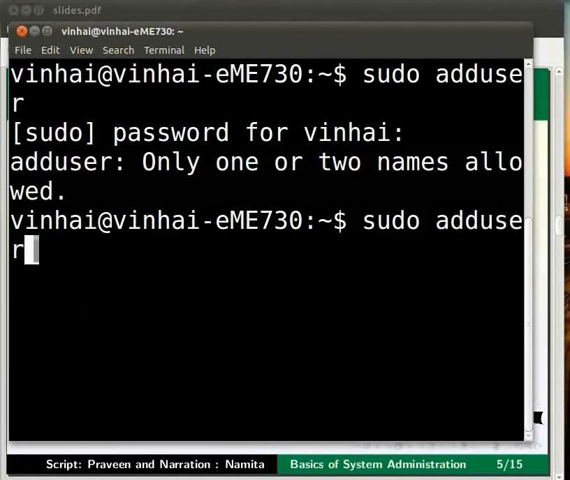 slides.pdf
vinhai@vinhai-eME730: ~
File Edit View Search Terminal Help
vinhai@vinhai-eME730:~$ sudo adduse
r
[sudo] password for vinhai:
adduser: Only one or two names allo
wed.
vinhai@vinhai-eME730:~$ sudo adduse
r
Script: Praveen and Narration : Namita Basics of System Administration 5/15